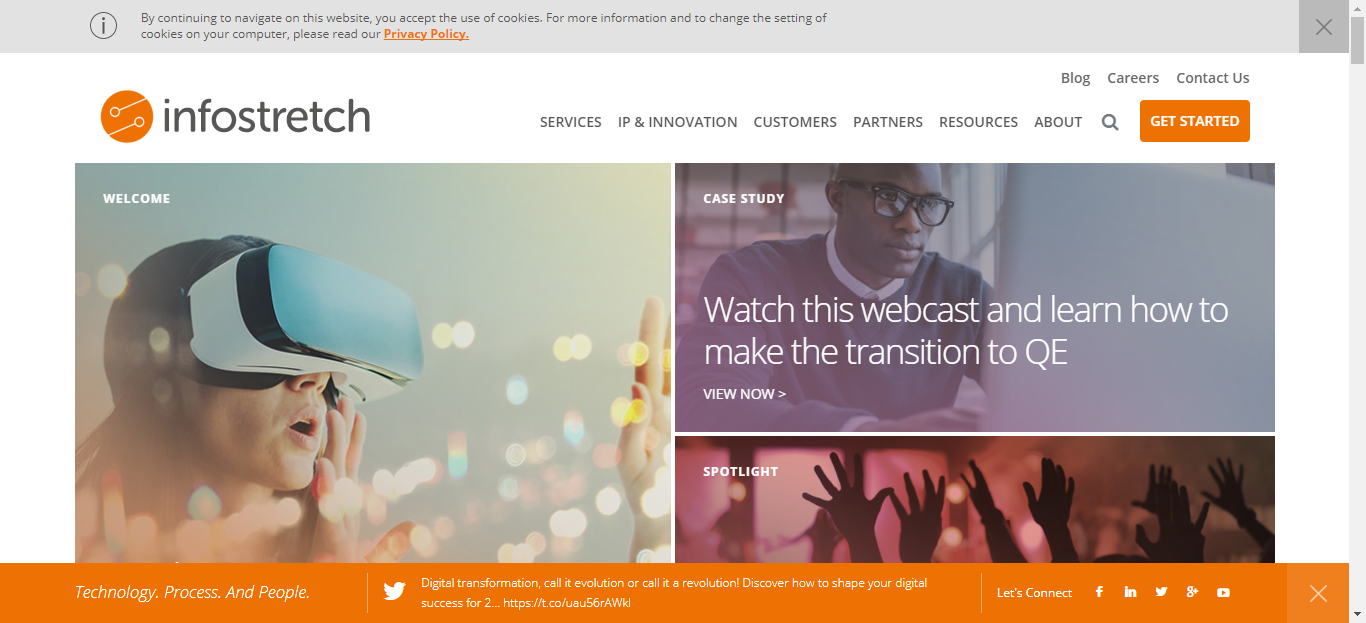 By continuing to navigate on this website, you accept the use of cookies. For more information and to change the setting of
cookies on your computer, please read our Privacy Policy.
Blog Careers Contact Us
infostretch
SERVICES IP & INNOVATION CUSTOMERS PARTNERS RESOURCES ABOUT GET STARTED
WELCOME
CASE STUDY
Watch this webcast and learn how to
make the transition to QE
VIEW NOW >
SPOTLIGHT
Technology. Process. And People.
Digital transformation, call it evolution or call it a revolution! Discover how to shape your digital
success for 2... https://t.co/uau56rAWkl
Let's Connect